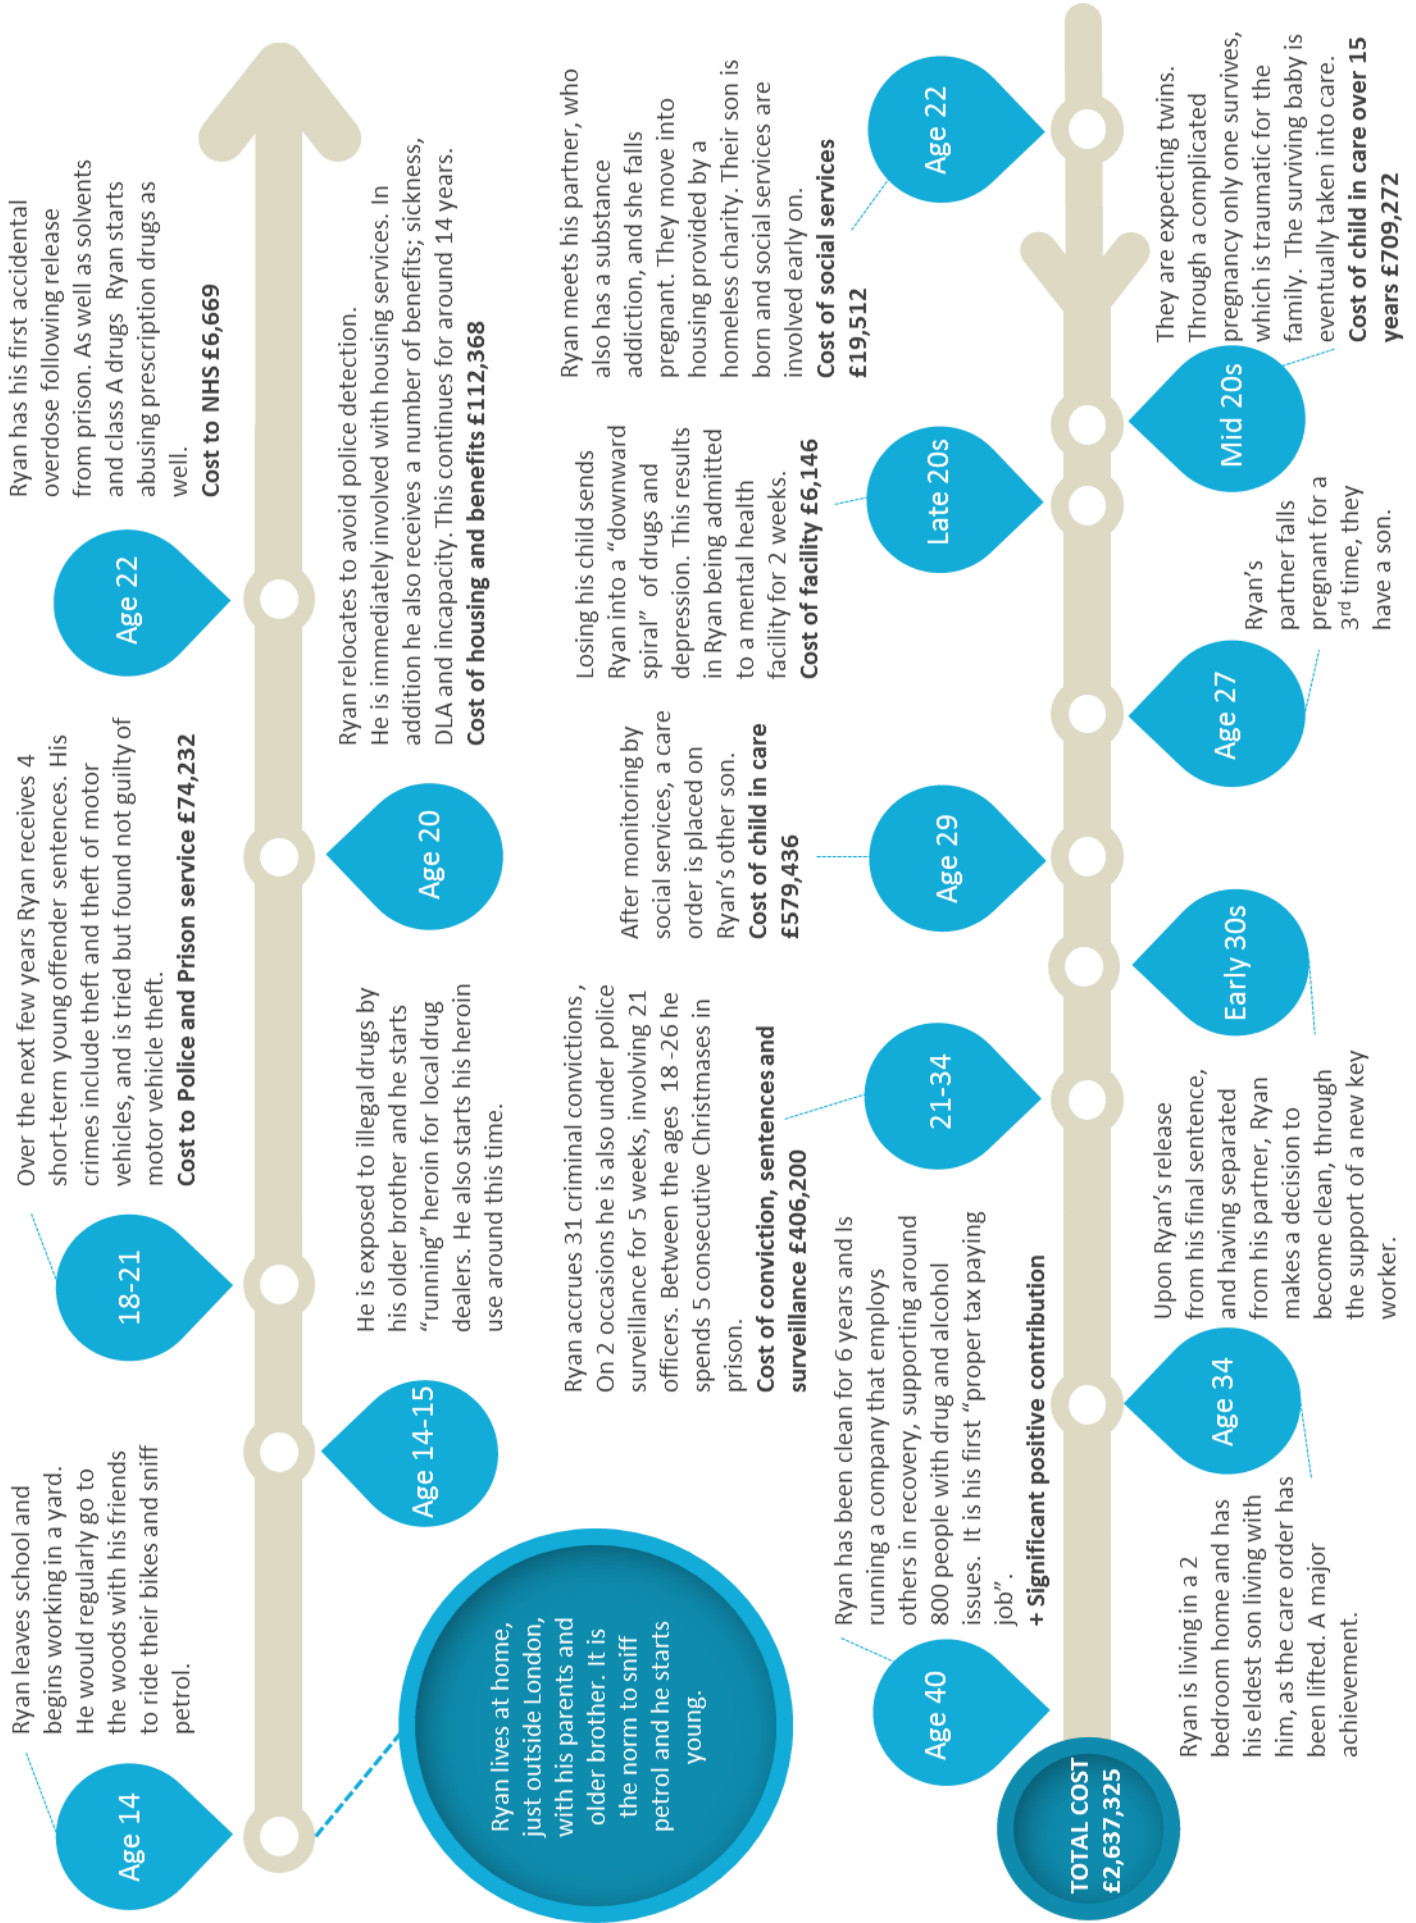 Age 14
Ryan leaves school and
begins working in a yard.
He would regularly go to
the woods with his friends
to ride their bikes and sniff
petrol.
Ryan lives at home,
just outside London,
with his parents and
older brother. It is
the norm to sniff
petrol and he starts
young.
Age 14-15
He is exposed to illegal drugs by
his older brother and he starts
“running” heroin for local drug
dealers. He also starts his heroin
use around this time.
18-21
Over the next few years Ryan receives 4
short-term young offender sentences. His
crimes include theft and theft of motor
vehicles, and is tried but found not guilty of
motor vehicle theft.
Cost to Police and Prison service £74,232
Age 20
Ryan relocates to avoid police detection.
He is immediately involved with housing services. In
addition he also receives a number of benefits; sickness,
DLA and incapacity. This continues for around 14 years.
Cost of housing and benefits £112,368
Age 22
Ryan has his first accidental
overdose following release
from prison. As well as solvents
and class A drugs Ryan starts
abusing prescription drugs as
well.
Cost to NHS £6,669
Age 22
Ryan meets his partner, who
also has a substance
addiction, and she falls
pregnant. They move into
housing provided by a
homeless charity. Their son is
born and social services are
involved early on.
Cost of social services
£19,512
Mid 20s
They are expecting twins.
Through a complicated
pregnancy only one survives,
which is traumatic for the
family. The surviving baby is
eventually taken into care.
Cost of child in care over 15
years £709,272
Late 20s
Losing his child sends
Ryan into a “downward
spiral” of drugs and
depression. This results
in Ryan being admitted
to a mental health
facility for 2 weeks.
Cost of facility £6,146
Age 27
Ryan’s
partner falls
pregnant for a
3rd time, they
have a son.
Age 29
After monitoring by
social services, a care
order is placed on
Ryan’s other son.
Cost of child in care
£579,436
Early 30s
Upon Ryan’s release
from his final sentence,
and having separated
from his partner, Ryan
makes a decision to
become clean, through
the support of a new key
worker.
21-34
Ryan accrues 31 criminal convictions ,
On 2 occasions he is also under police
surveillance for 5 weeks, involving 21
officers. Between the ages 18 -26 he
spends 5 consecutive Christmases in
prison.
Cost of conviction, sentences and
surveillance £406,200
Age 34
Ryan is living in a 2
bedroom home and has
his eldest son living with
him, as the care order has
been lifted. A major
achievement.
Age 40
Ryan has been clean for 6 years and Is
running a company that employs
others in recovery, supporting around
800 people with drug and alcohol
issues. It is his first “proper tax paying
job”.
+ Significant positive contribution
TOTAL COST
£2,637,325